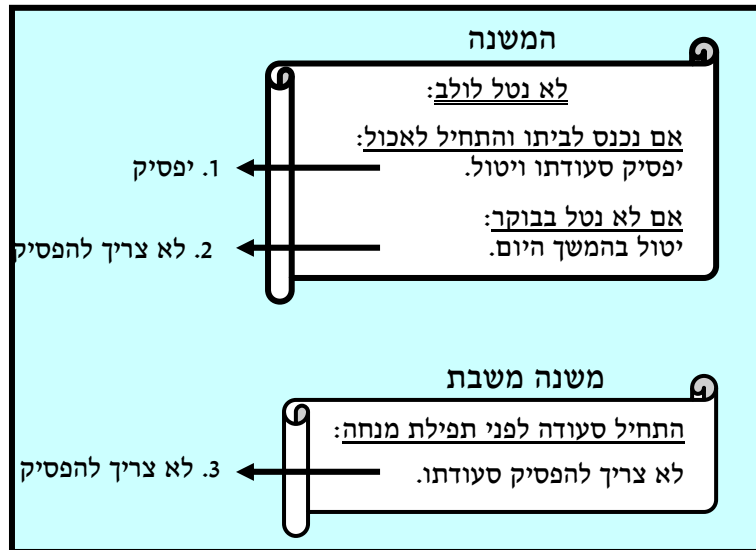 המשנה
לא נטל לולב:
אם נכנס לביתו והתחיל לאכול:
יפסיק סעודתו ויטול.
1. יפסיק
אם לא נטל בבוקר:
יטול בהמשך היום.
2. לא צריך להפסיק
משנה משבת
התחיל סעודה לפני תפילת מנחה:
לא צריך להפסיק סעודתו.
3. לא צריך להפסיק